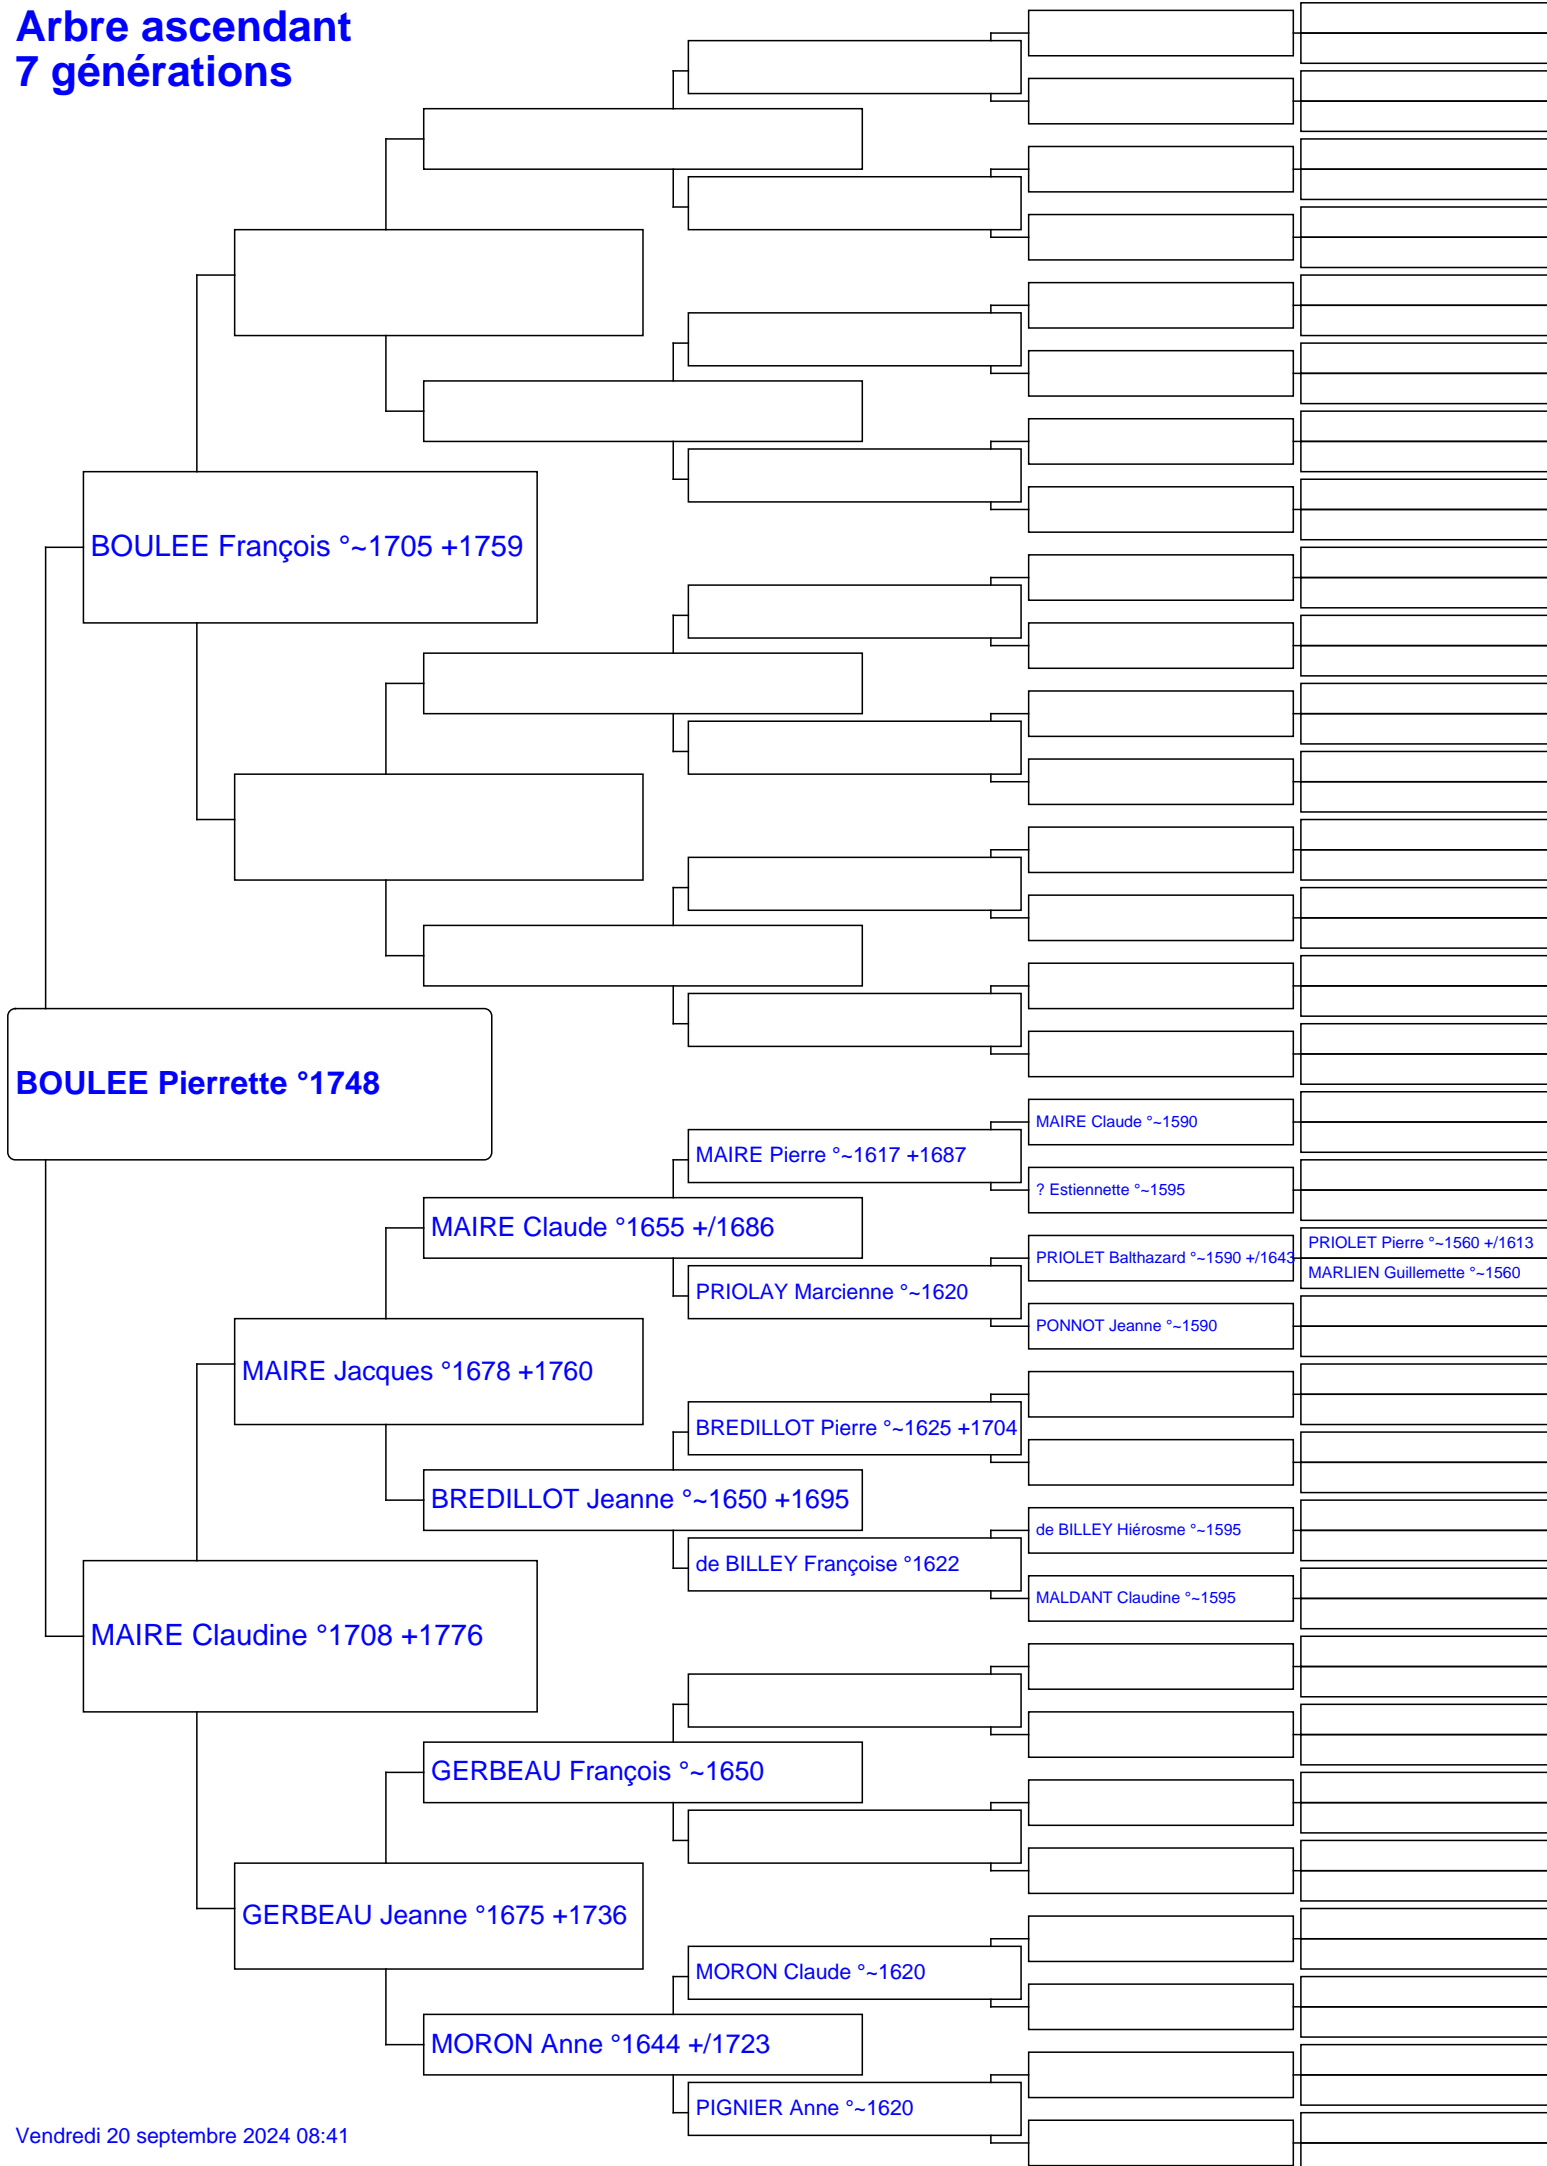 Arbre ascendant
7 générations
BOULEE François °~1705 +1759
BOULEE Pierrette °1748
MAIRE Claude °~1590
MAIRE Pierre °~1617 +1687
? Estiennette °~1595
MAIRE Claude °1655 +/1686
PRIOLET Pierre °~1560 +/1613
PRIOLET Balthazard °~1590 +/1643
MARLIEN Guillemette °~1560
PRIOLAY Marcienne °~1620
PONNOT Jeanne °~1590
MAIRE Jacques °1678 +1760
BREDILLOT Pierre °~1625 +1704
BREDILLOT Jeanne °~1650 +1695
de BILLEY Hiérosme °~1595
de BILLEY Françoise °1622
MALDANT Claudine °~1595
MAIRE Claudine °1708 +1776
GERBEAU François °~1650
GERBEAU Jeanne °1675 +1736
MORON Claude °~1620
MORON Anne °1644 +/1723
PIGNIER Anne °~1620
Vendredi 20 septembre 2024 08:41